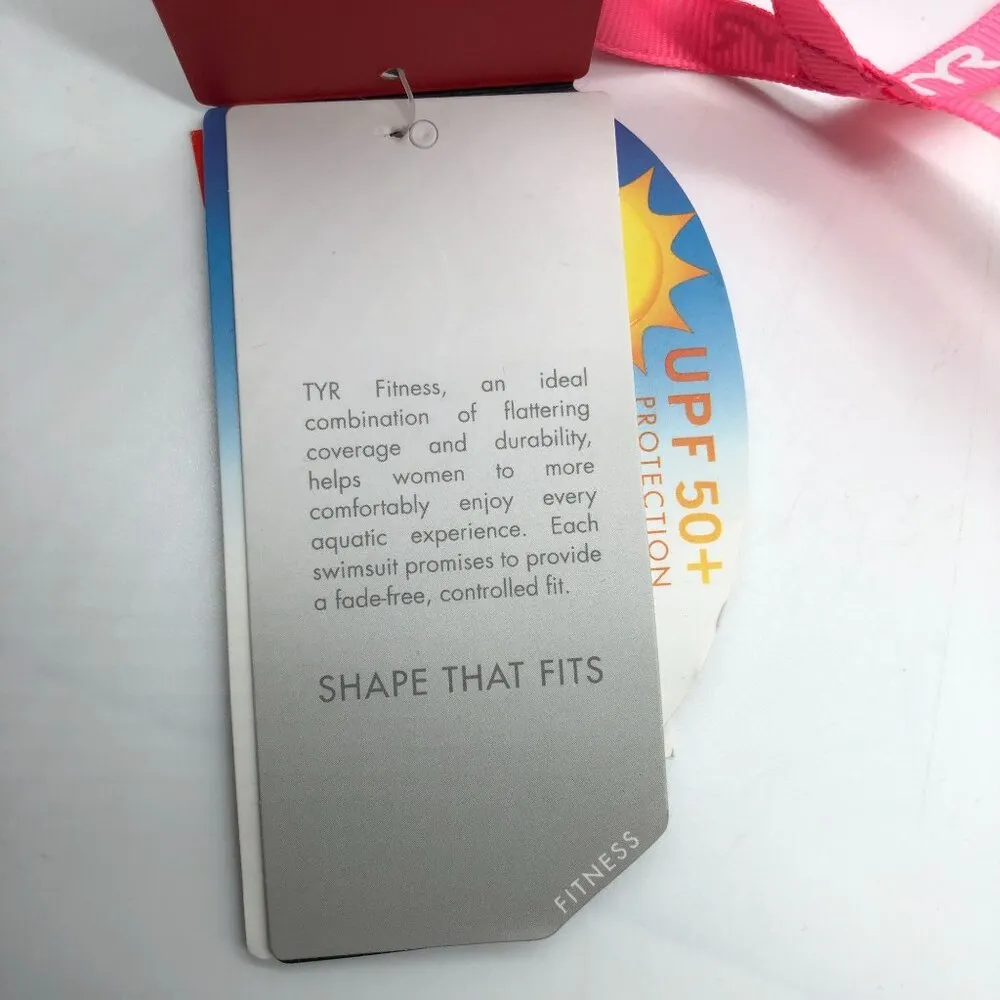 TYR
TYR Fitness, an ideal
combination of flattering
coverage and durability,
helps women to more
comfortably enjoy every
aquatic experience. Each
swimsuit promises to provide
a fade-free, controlled fit.
SHAPE THAT FITS
FITNESS
UPF 50+
PROTECTION